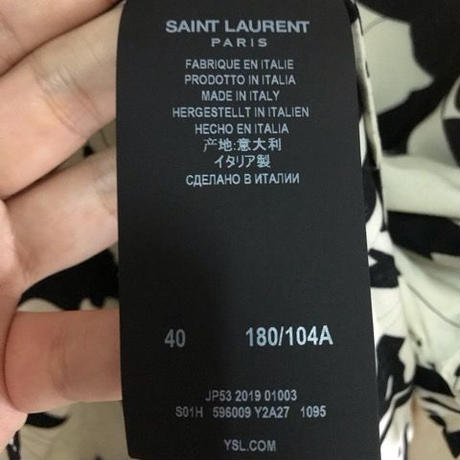 SAINT LAURENT
PARIS
FABRIQUE EN ITALIE
PRODOTTO IN ITALIA
MADE IN ITALY
HERGESTELLT IN ITALIEN
HECHO EN ITALIA
产地:意大利
イタリア製
СДЕЛАНО В ИТАЛИИ
40 180/104A
JP53 2019 01003
S01H 596009 Y2A27 1095
YSL.COM